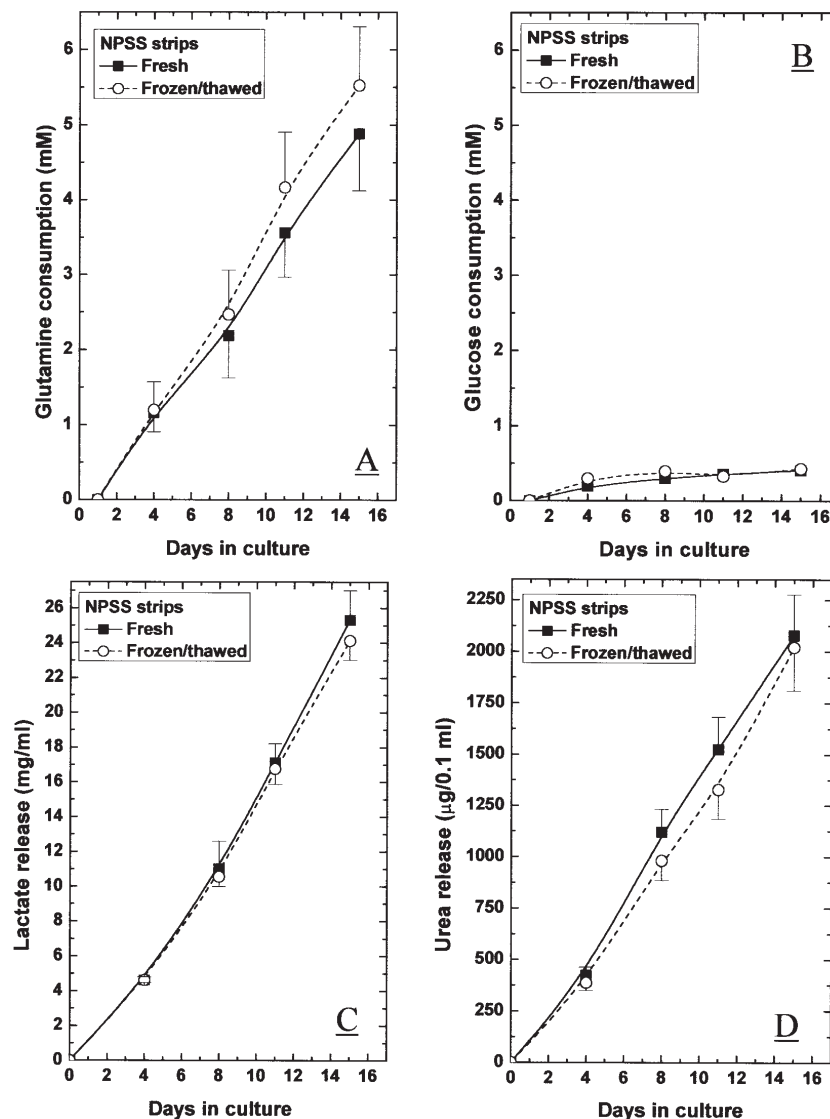 NPSS strips
Fresh
Frozen/thawed
Glutamine consumption (mM)
6
5
4
3
2
1
0
0 2 4 6 8 10 12 14 16
Days in culture
A
NPSS strips
Fresh
Frozen/thawed
B
Glucose consumption (mM)
6
5
4
3
2
1
0
0 2 4 6 8 10 12 14 16
Days in culture
NPSS strips
Fresh
Frozen/thawed
Lactate release (mg/ml)
26
24
22
20
18
16
14
12
10
8
6
4
2
0
0 2 4 6 8 10 12 14 16
Days in culture
C
NPSS strips
Fresh
Frozen/thawed
Urea release (µg/0.1 ml)
2250
2000
1750
1500
1250
1000
750
500
250
0
0 2 4 6 8 10 12 14 16
Days in culture
D